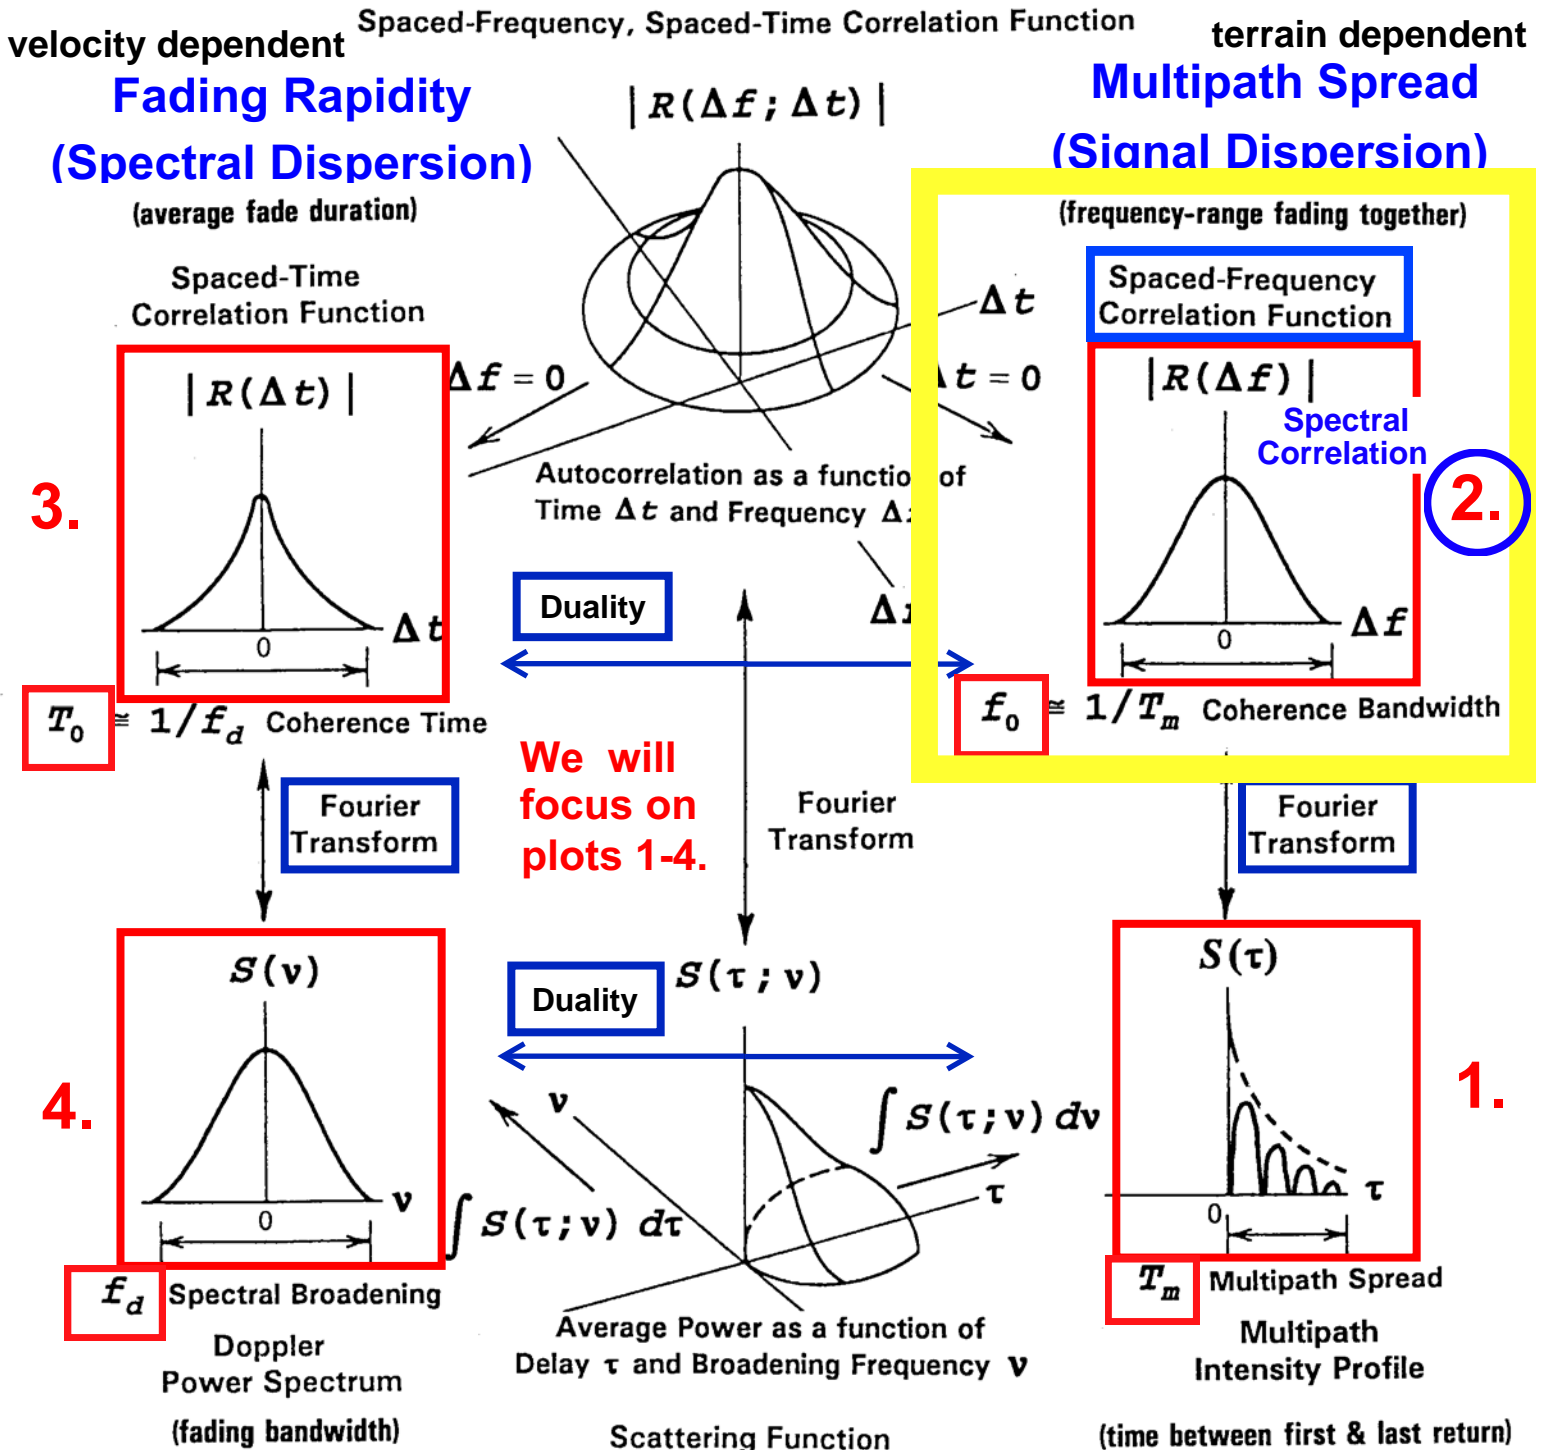 Spaced-Frequency, Spaced-Time Correlation Function
velocity dependent
terrain dependent
Fading Rapidity
(Spectral Dispersion)
(average fade duration)
Multipath Spread
(Signal Dispersion)
(frequency-range fading together)
|R(Δf; Δt)|
Δt
Spaced-Time
Correlation Function
|R(Δt)|
Δf = 0
3.
0
Δt
T₀ ≅ 1/f_d Coherence Time
Autocorrelation as a function of
Time Δt and Frequency Δ
Δ
t = 0
Spaced-Frequency
Correlation Function
|R(Δf)|
Spectral
Correlation
2.
0
Δf
f₀ ≅ 1/T_m Coherence Bandwidth
Duality
We will
focus on
plots 1-4.
Fourier
Transform
Fourier
Transform
Fourier
Transform
Duality
S(ν)
4.
0
ν
f_d Spectral Broadening
Doppler
Power Spectrum
(fading bandwidth)
S(τ; ν)
ν
τ
∫ S(τ; ν) dτ
∫ S(τ; ν) dν
Average Power as a function of
Delay τ and Broadening Frequency ν
Scattering Function
S(τ)
1.
0
τ
T_m Multipath Spread
Multipath
Intensity Profile
(time between first & last return)